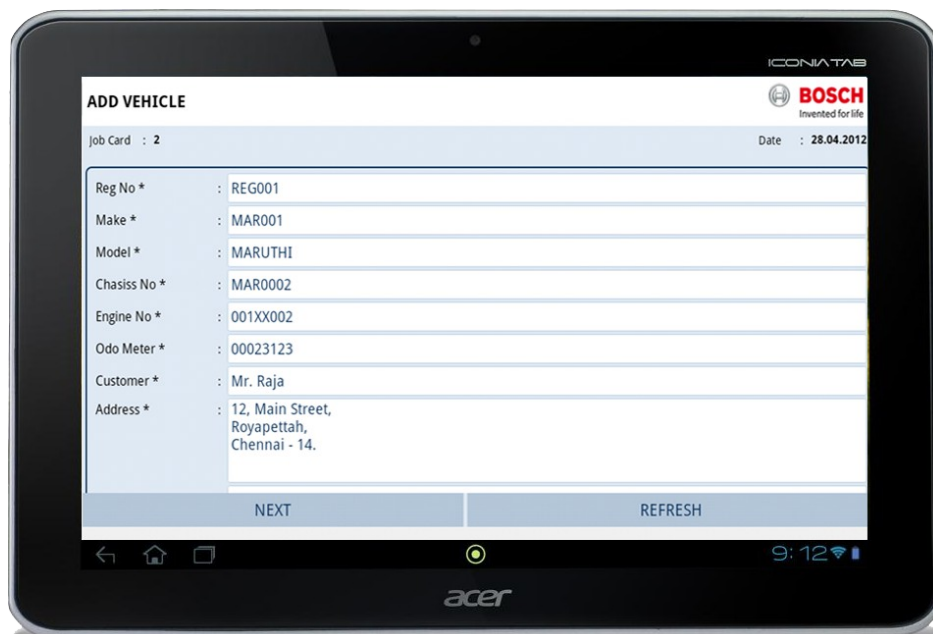 ICONIA TAB
ADD VEHICLE
BOSCH
Invented for life
Job Card : 2
Date : 28.04.2012
Reg No * : REG001
Make * : MAR001
Model * : MARUTHI
Chasiss No * : MAR0002
Engine No * : 001XX002
Odo Meter * : 00023123
Customer * : Mr. Raja
Address * : 12, Main Street,
Royapettah,
Chennai - 14.
NEXT
REFRESH
9:12
acer